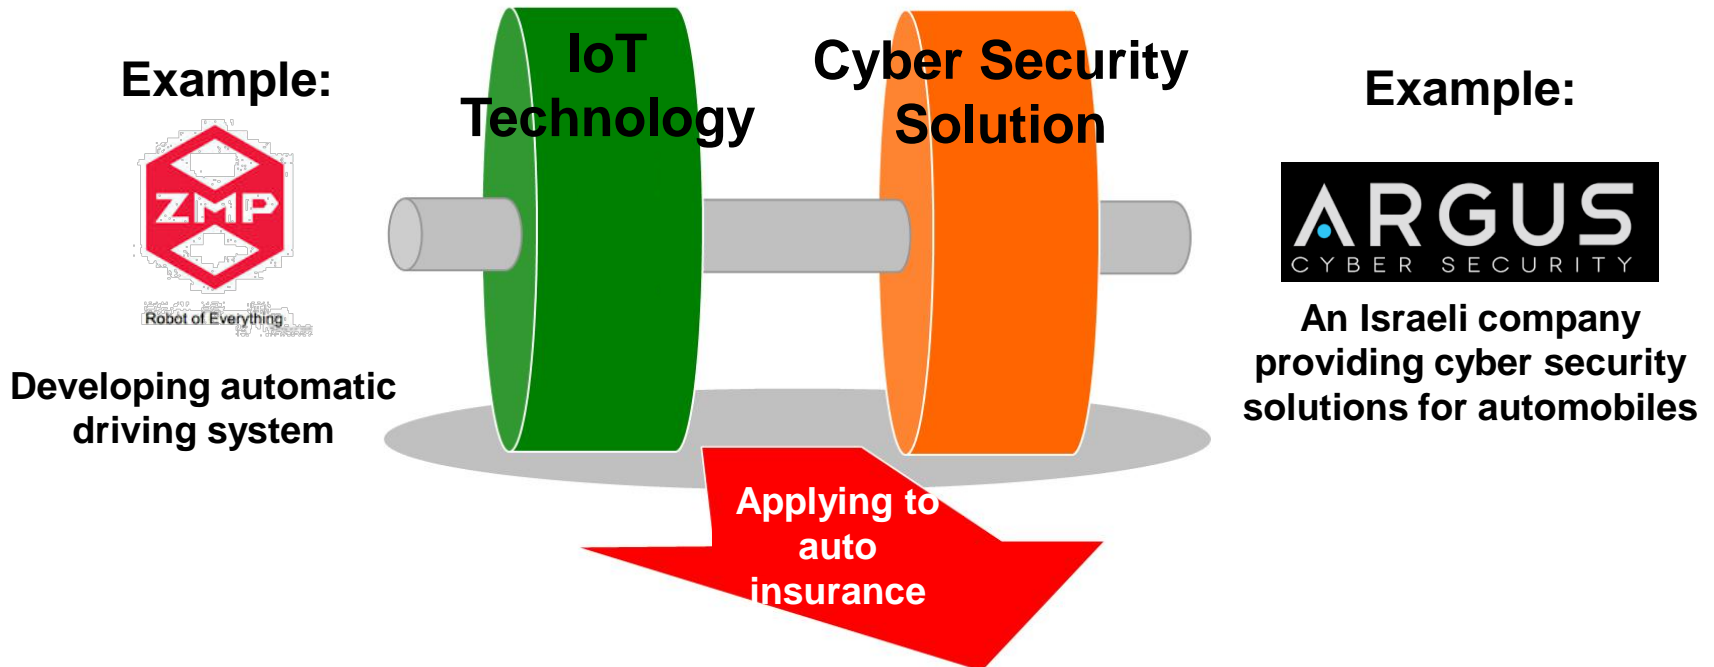 Example:
ZMP
Robot of Everything
Developing automatic
driving system
IoT
Technology
Cyber Security
Solution
Example:
ARGUS
CYBER SECURITY
An Israeli company
providing cyber security
solutions for automobiles
Applying to
auto
insurance